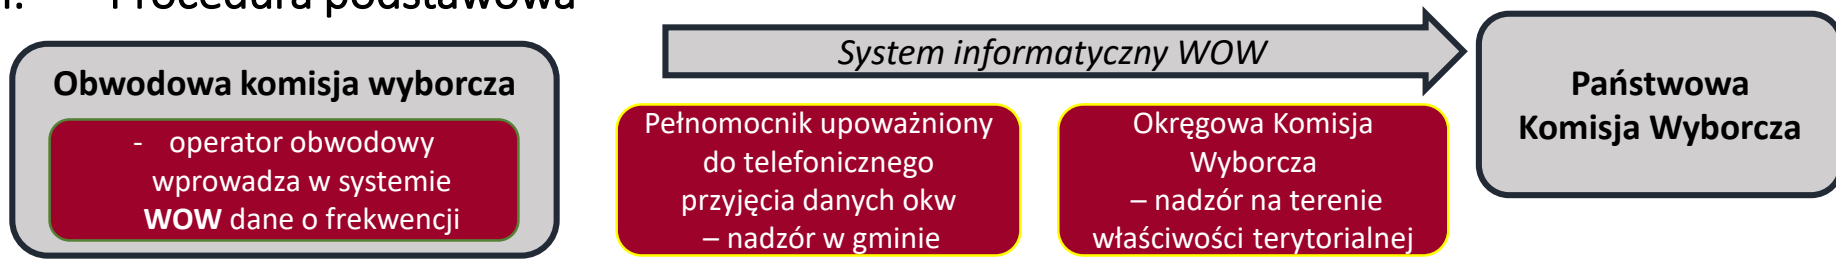 I. Procedura podstawowa
Obwodowa komisja wyborcza
- operator obwodowy
wprowadza w systemie
WOW dane o frekwencji
System informatyczny WOW
Pełnomocnik upoważniony
do telefonicznego
przyjęcia danych okw
– nadzór w gminie
Okręgowa Komisja
Wyborcza
– nadzór na terenie
właściwości terytorialnej
Państwowa
Komisja Wyborcza